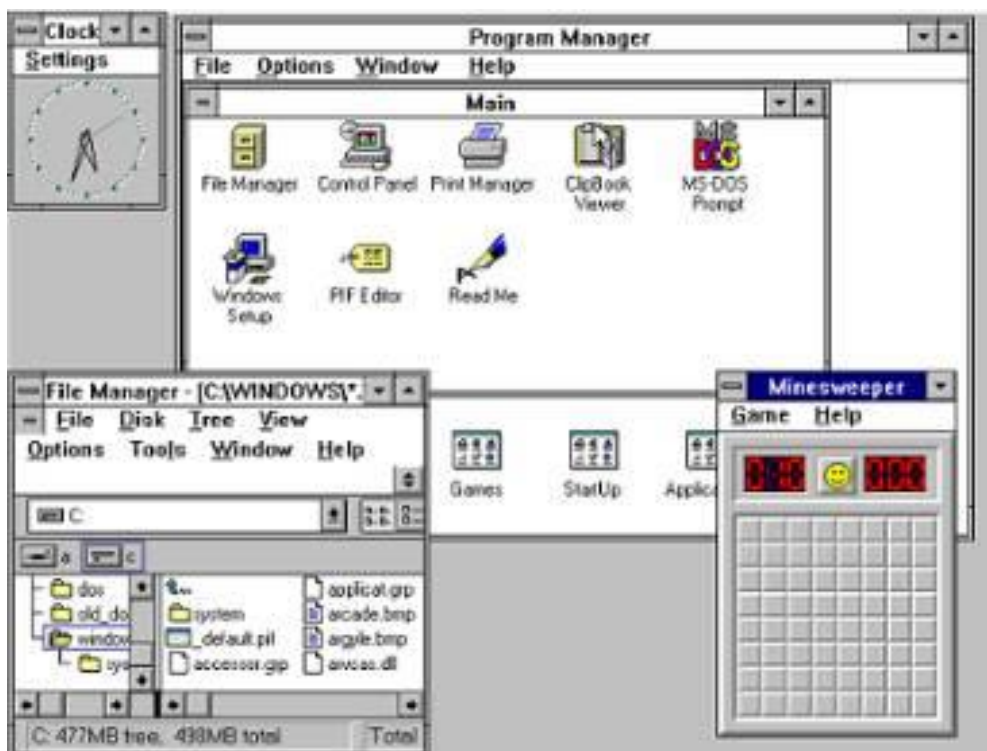 Clock
Settings
Program Manager
File Options Window Help
Main
File Manager
Control Panel
Print Manager
ClipBook
Viewer
MS-DOS
Prompt
Windows
Setup
PIF Editor
Read Me
File Manager - [C:\WINDOWS\*.
File Disk Tree View
Options Tools Window Help
C:
a c
dos
old_do
window
sys
..
system
_default.pif
accessor.grp
applicat.grp
arcade.bmp
argyle.bmp
C: 477MB free, 498MB total
Total
Games
StartUp
Applica
Minesweeper
Game Help